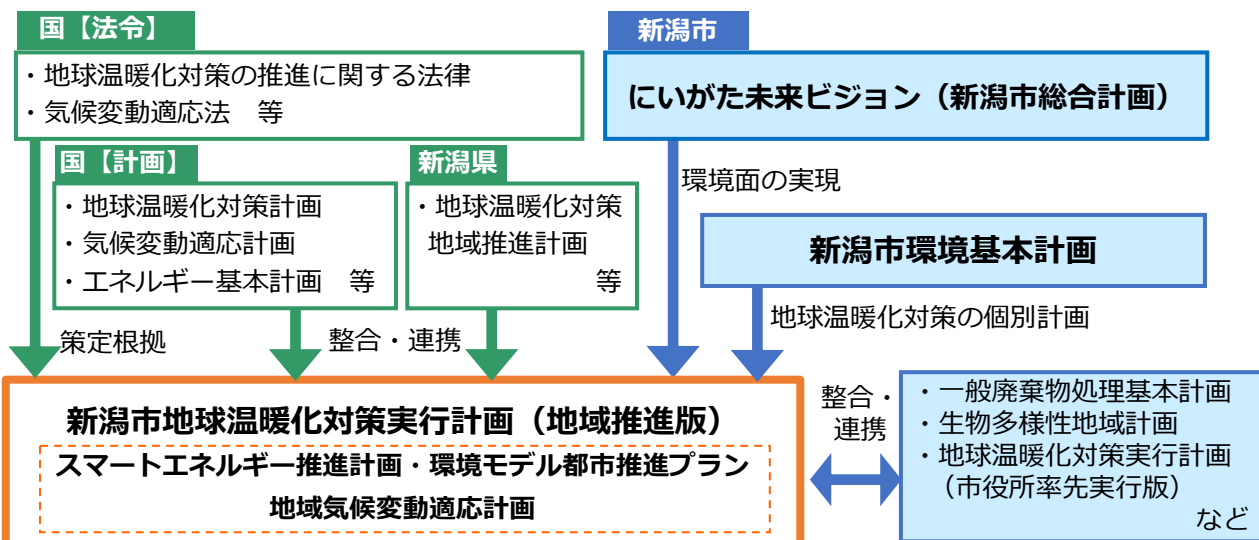 国【法令】
・地球温暖化対策の推進に関する法律
・気候変動適応法　等
新潟市
にいがた未来ビジョン（新潟市総合計画）
国【計画】
・地球温暖化対策計画
・気候変動適応計画
・エネルギー基本計画　等
新潟県
・地球温暖化対策
地域推進計画
等
環境面の実現
新潟市環境基本計画
策定根拠
整合・連携
地球温暖化対策の個別計画
新潟市地球温暖化対策実行計画（地域推進版）
スマートエネルギー推進計画・環境モデル都市推進プラン
地域気候変動適応計画
整合・
連携
・一般廃棄物処理基本計画
・生物多様性地域計画
・地球温暖化対策実行計画
（市役所率先実行版）
など